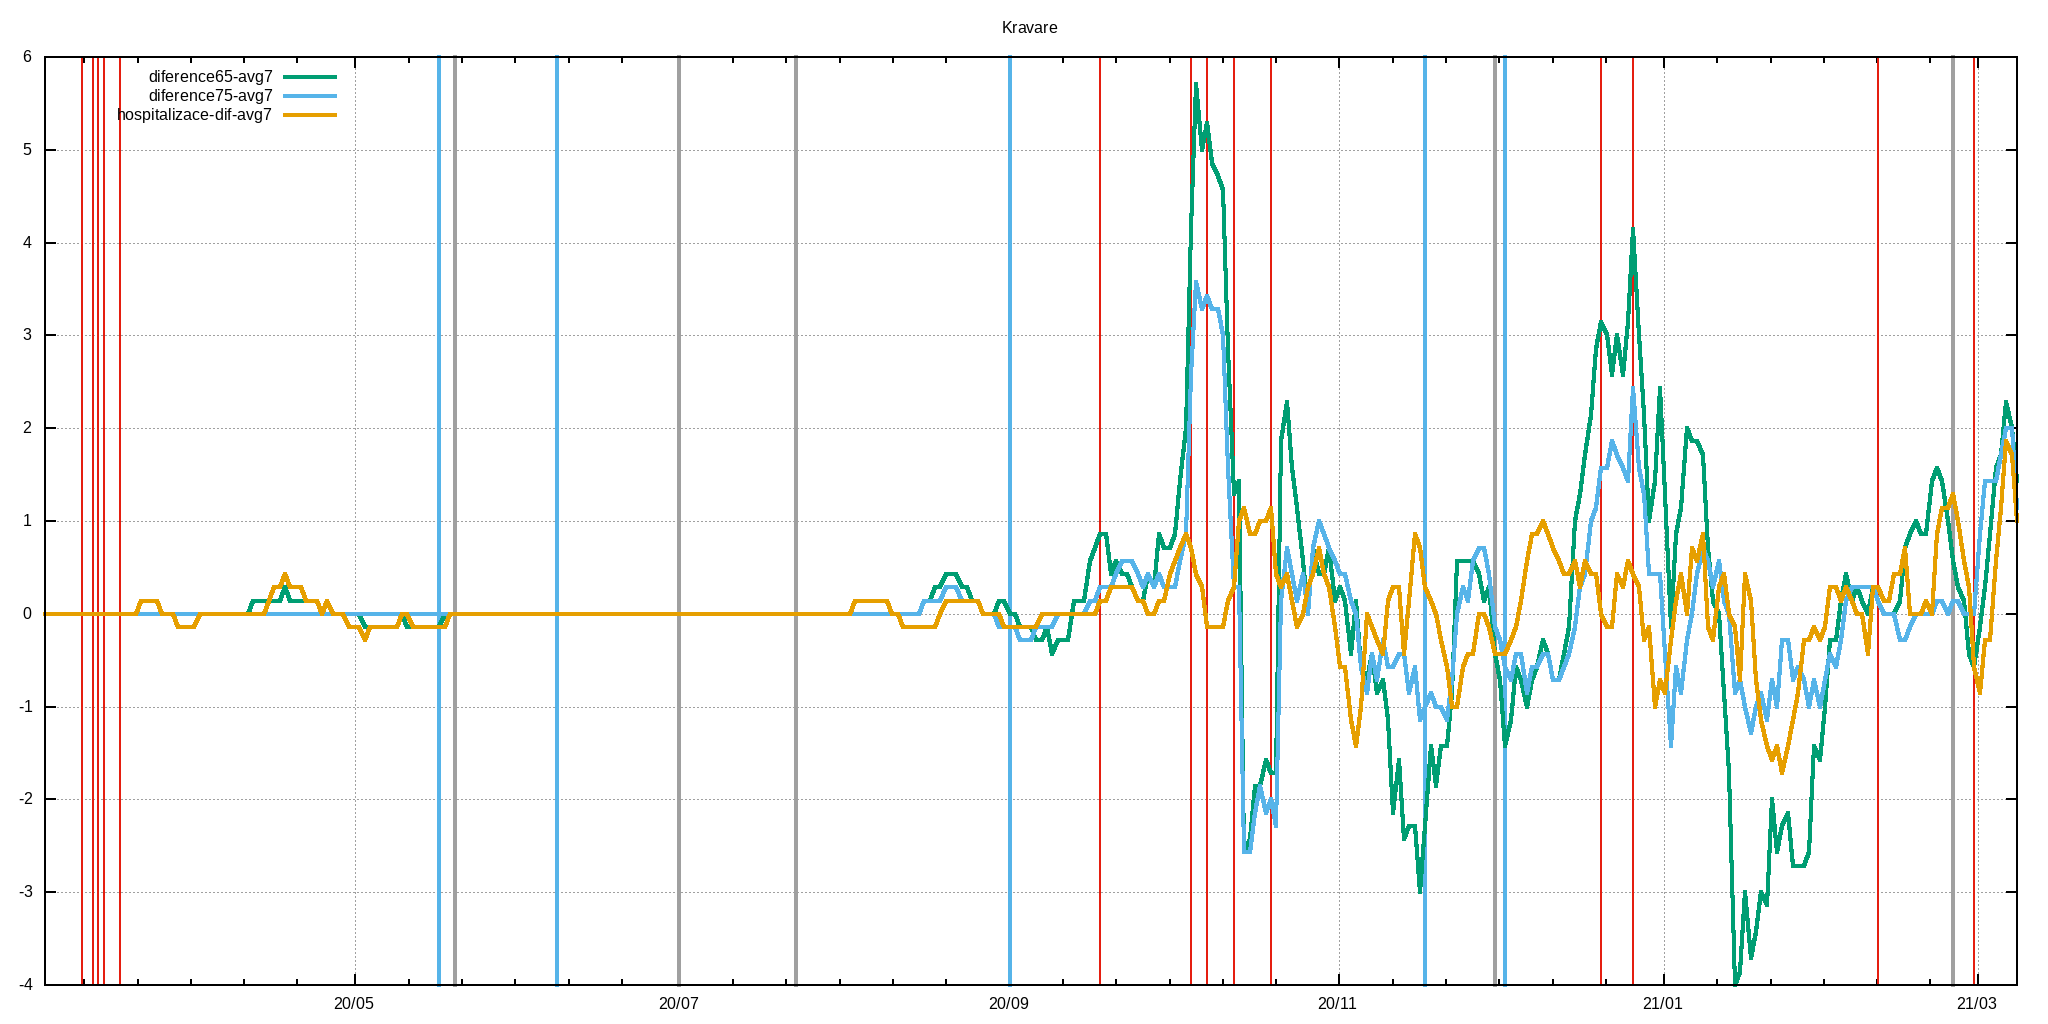 Kravare
6
diference65-avg7
diference75-avg7
hospitalizace-dif-avg7
5
4
3
2
1
0
-1
-2
-3
-4
20/05 20/07 20/09 20/11 21/01 21/03